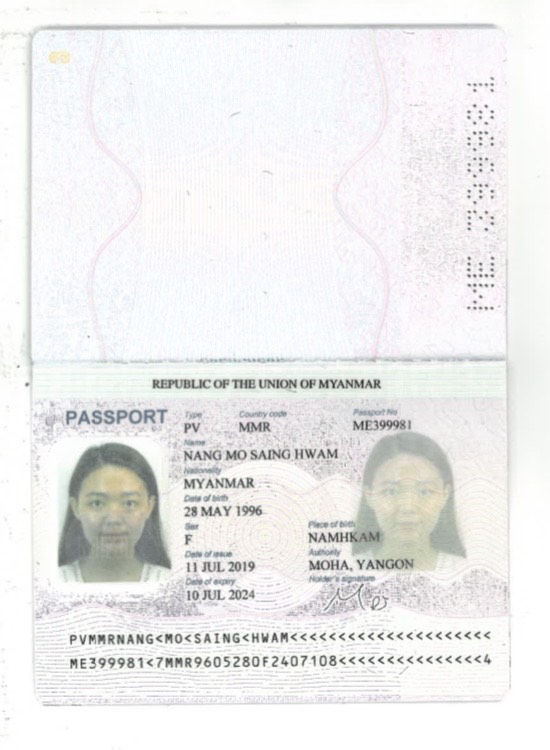 ME 399981
REPUBLIC OF THE UNION OF MYANMAR
PASSPORT
Type
Country code
Passport No
PV
MMR
ME399981
Name
NANG MO SAING HWAM
Nationality
MYANMAR
Date of birth
28 MAY 1996
Sex
Place of birth
F
NAMHKAM
Date of issue
Authority
11 JUL 2019
MOHA, YANGON
Date of expiry
Holder's signature
10 JUL 2024
PVMMRNANG<MO<SAING<HWAM<<<<<<<<<<<<<<<<<<<<<
ME399981<7MMR9605280F2407108<<<<<<<<<<<<<<<4